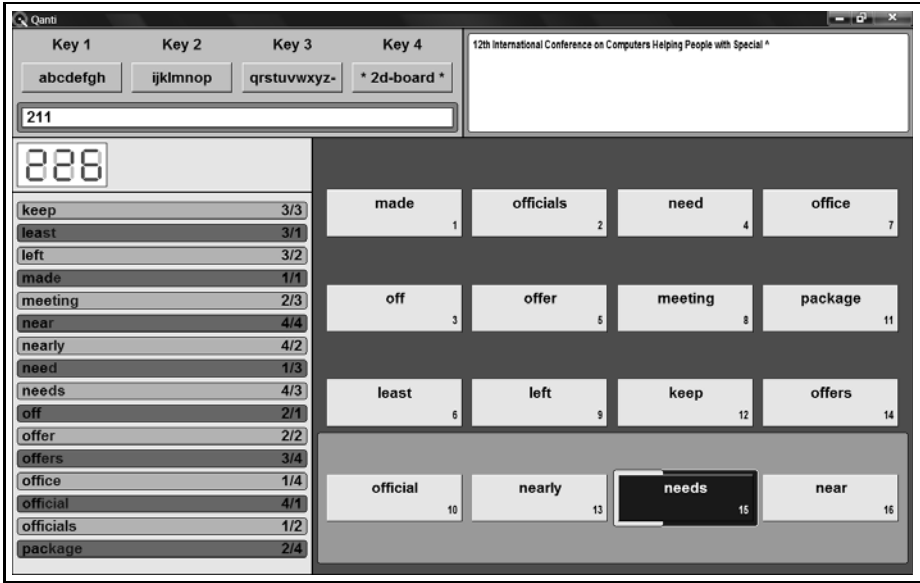 Qanti
Key 1 Key 2 Key 3 Key 4
abcdefgh ijklmnop qrstuvwxyz- * 2d-board *
211
12th International Conference on Computers Helping People with Special ^
226
keep 3/3
least 3/1
left 3/2
made 1/1
meeting 2/3
near 4/4
nearly 4/2
need 1/3
needs 4/3
off 2/1
offer 2/2
offers 3/4
office 1/4
official 4/1
officials 1/2
package 2/4
made officials need office
1 2 4 7
off offer meeting package
3 5 8 11
least left keep offers
6 9 12 14
official nearly needs near
10 13 15 16